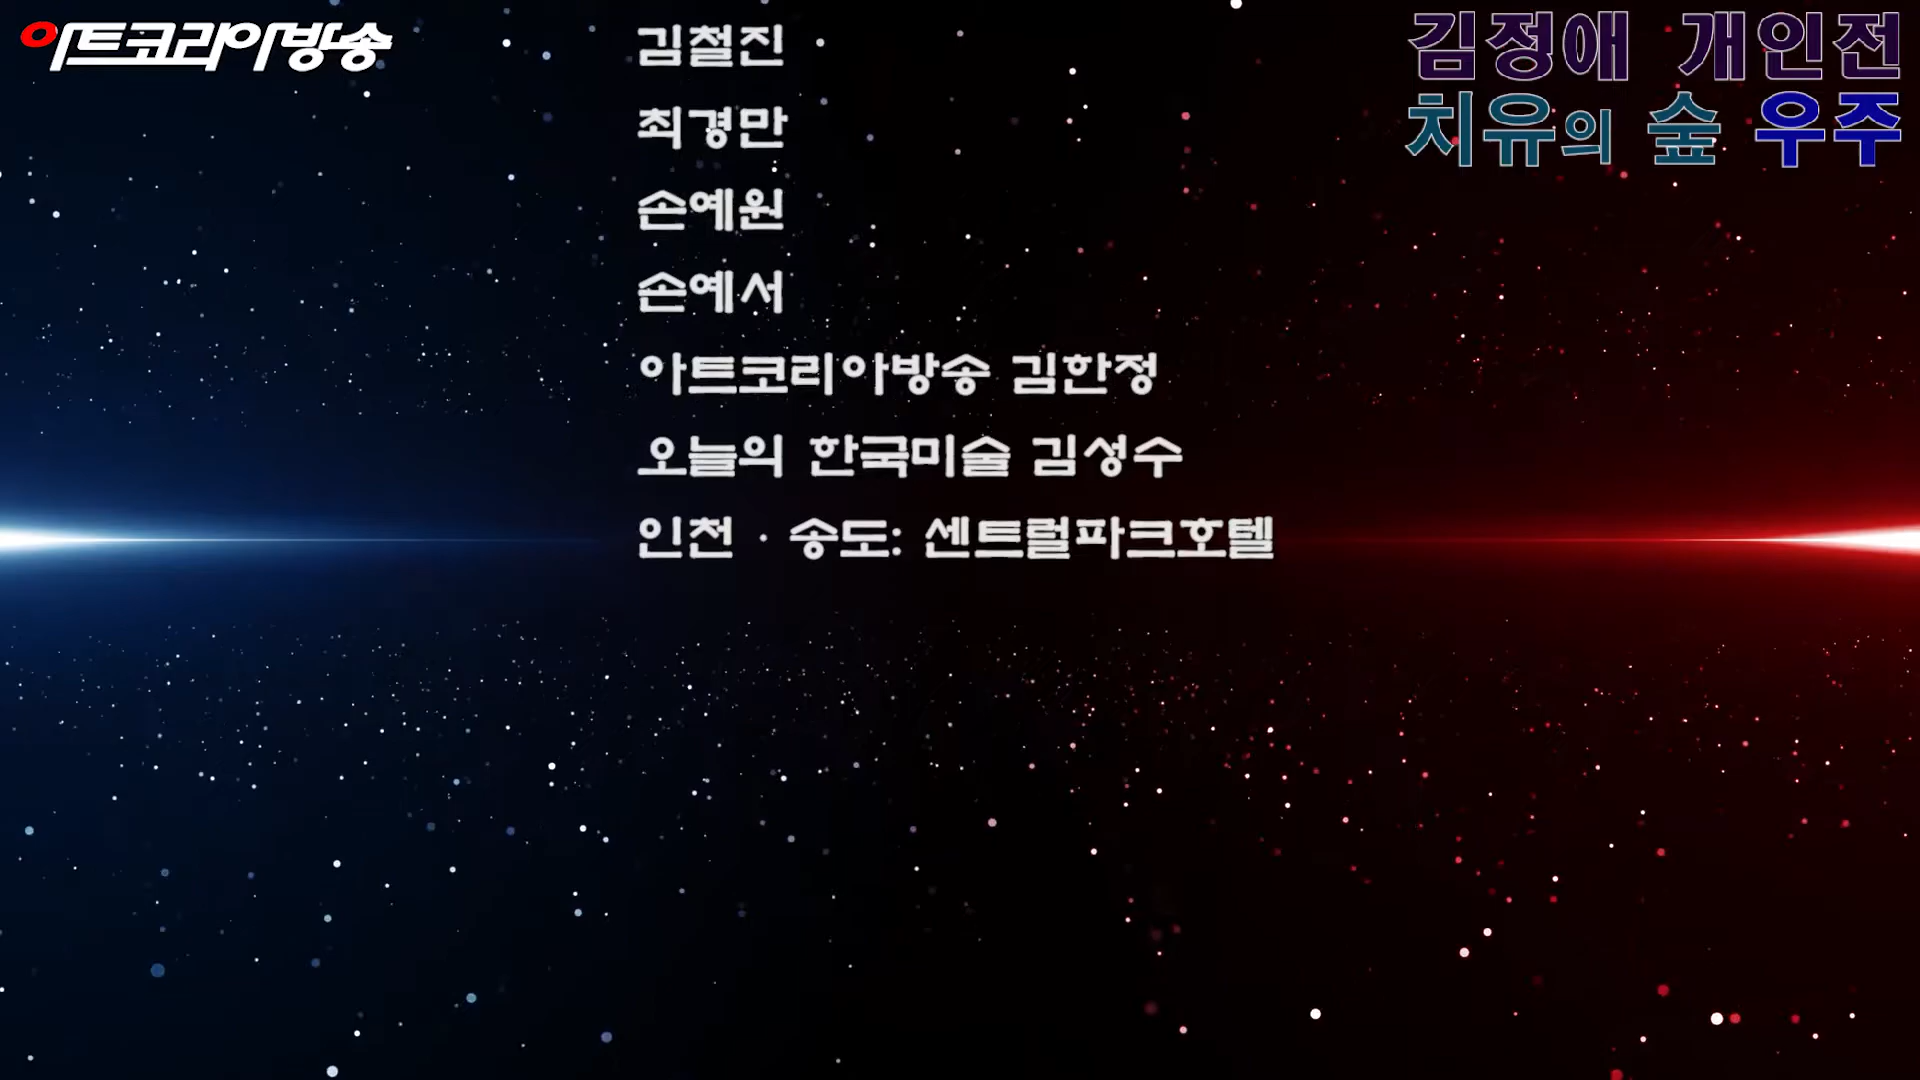 아트코리아방송
김정애 개인전
치유의 숲 우주
김철진
최경만
손예원
손예서
아트코리아방송 김한정
오늘의 한국미술 김성수
인천 · 송도: 센트럴파크호텔